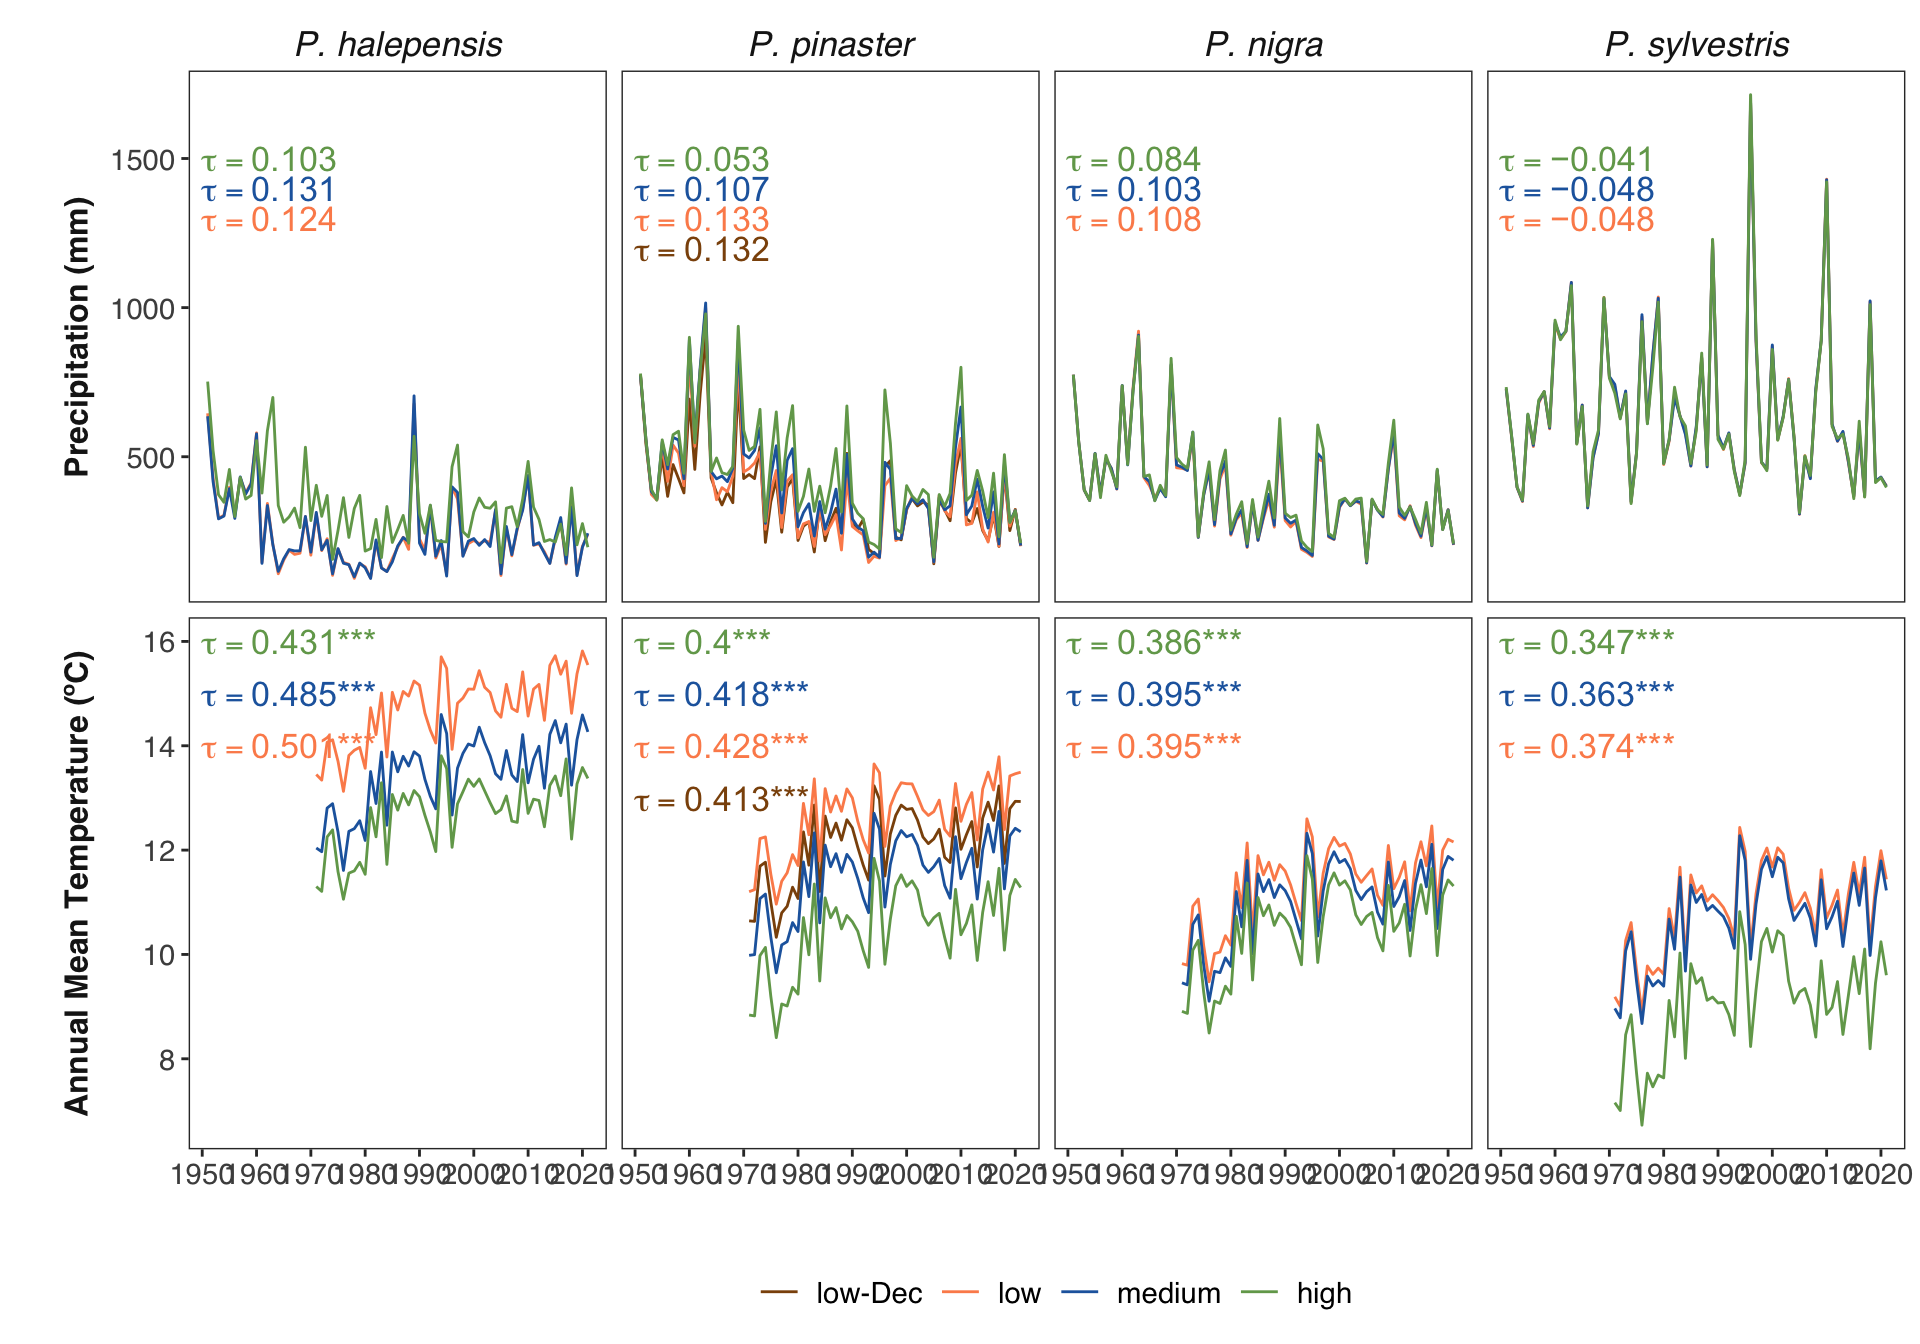 P. halepensis
P. pinaster
P. nigra
P. sylvestris
Precipitation (mm)
1500
1000
500
τ = 0.103
τ = 0.131
τ = 0.124
τ = 0.053
τ = 0.107
τ = 0.133
τ = 0.132
τ = 0.084
τ = 0.103
τ = 0.108
τ = −0.041
τ = −0.048
τ = −0.048
Annual Mean Temperature (ºC)
16
14
12
10
8
τ = 0.431***
τ = 0.485***
τ = 0.501***
τ = 0.4***
τ = 0.418***
τ = 0.428***
τ = 0.413***
τ = 0.386***
τ = 0.395***
τ = 0.395***
τ = 0.347***
τ = 0.363***
τ = 0.374***
1950 1960 1970 1980 1990 2000 2010 2020
1950 1960 1970 1980 1990 2000 2010 2020
1950 1960 1970 1980 1990 2000 2010 2020
1950 1960 1970 1980 1990 2000 2010 2020
low-Dec low medium high